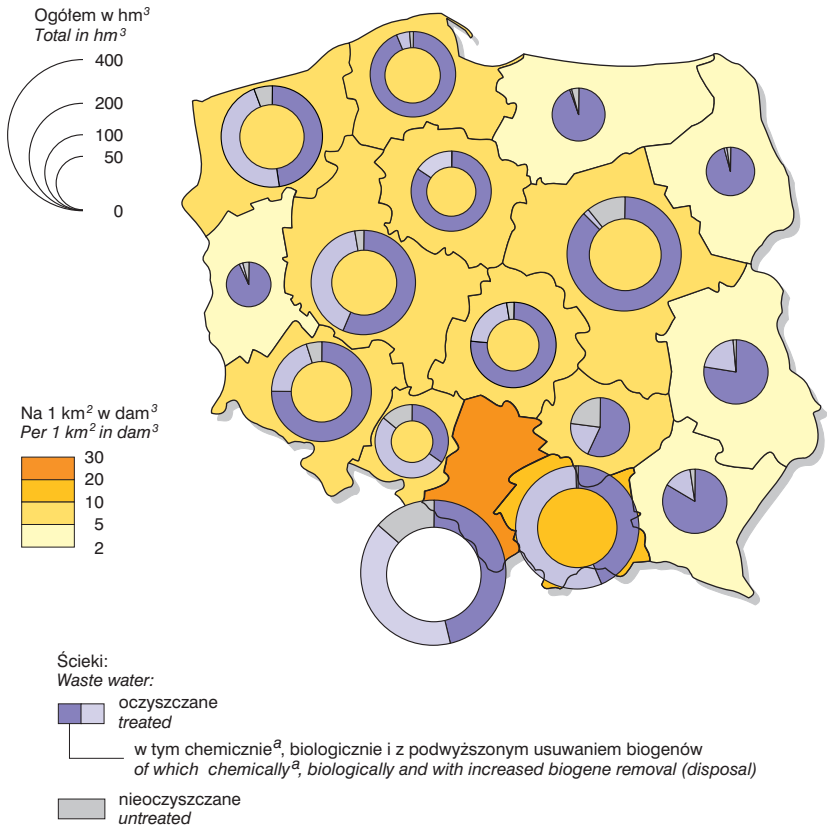 Ogółem w hm³
Total in hm³
400
200
100
50
0
Na 1 km² w dam³
Per 1 km² in dam³
30
20
10
5
2
Ścieki:
Waste water:
oczyszczane
treated
w tym chemicznieᵃ, biologicznie i z podwyższonym usuwaniem biogenów
of which chemicallyᵃ, biologically and with increased biogene removal (disposal)
nieoczyszczane
untreated